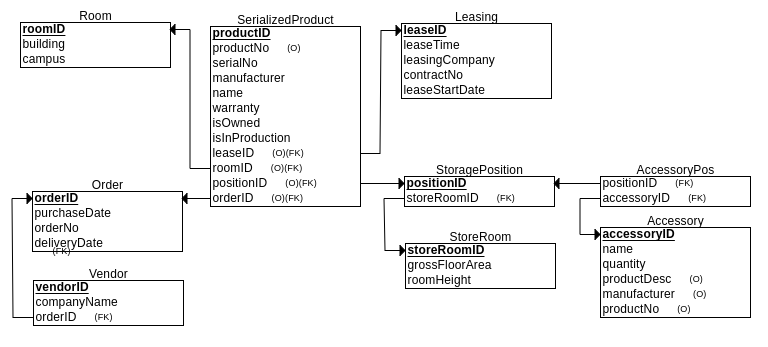 Room
roomID
building
campus
SerializedProduct
productID
productNo (O)
serialNo
manufacturer
name
warranty
isOwned
isInProduction
leaseID (O)(FK)
roomID (O)(FK)
positionID (O)(FK)
orderID (O)(FK)
Leasing
leaseID
leaseTime
leasingCompany
contractNo
leaseStartDate
Order
orderID
purchaseDate
orderNo
deliveryDate
(FK)
Vendor
vendorID
companyName
orderID (FK)
StoragePosition
positionID
storeRoomID (FK)
StoreRoom
storeRoomID
grossFloorArea
roomHeight
AccessoryPos
positionID (FK)
accessoryID (FK)
Accessory
accessoryID
name
quantity
productDesc (O)
manufacturer (O)
productNo (O)